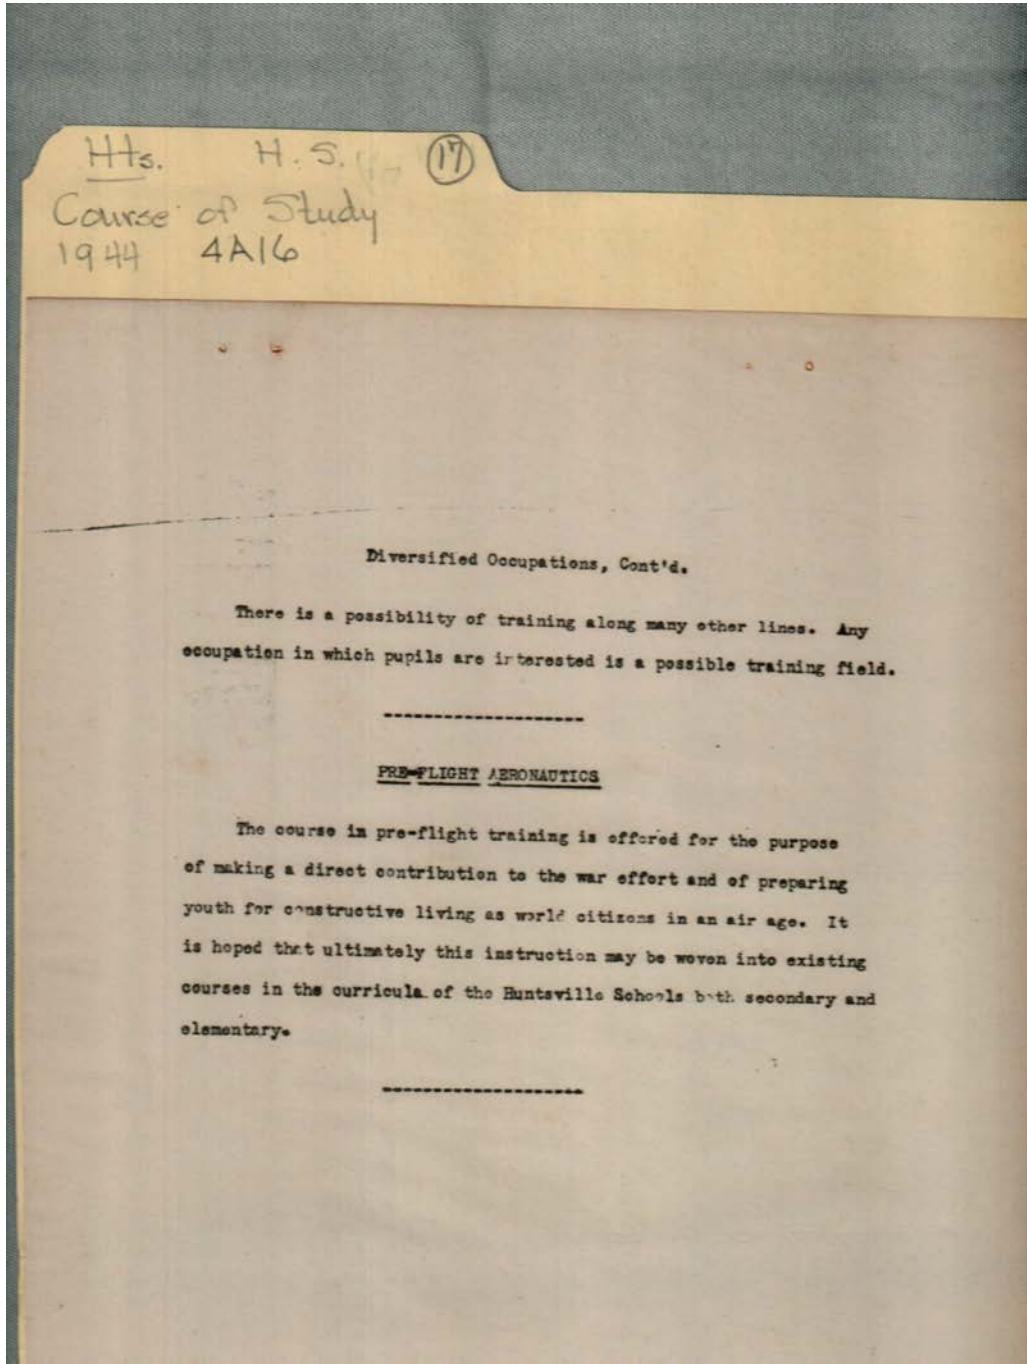 Hts. H. S. 17
Course of Study
1944 4A16
Diversified Occupations, Cont'd.
There is a possibility of training along many other lines. Any
occupation in which pupils are interested is a possible training field.
---------------------
PRE-FLIGHT AERONAUTICS
The course in pre-flight training is offered for the purpose
of making a direct contribution to the war effort and of preparing
youth for constructive living as world citizens in an air age. It
is hoped that ultimately this instruction may be woven into existing
courses in the curricula of the Huntsville Schools both secondary and
elementary.
---------------------